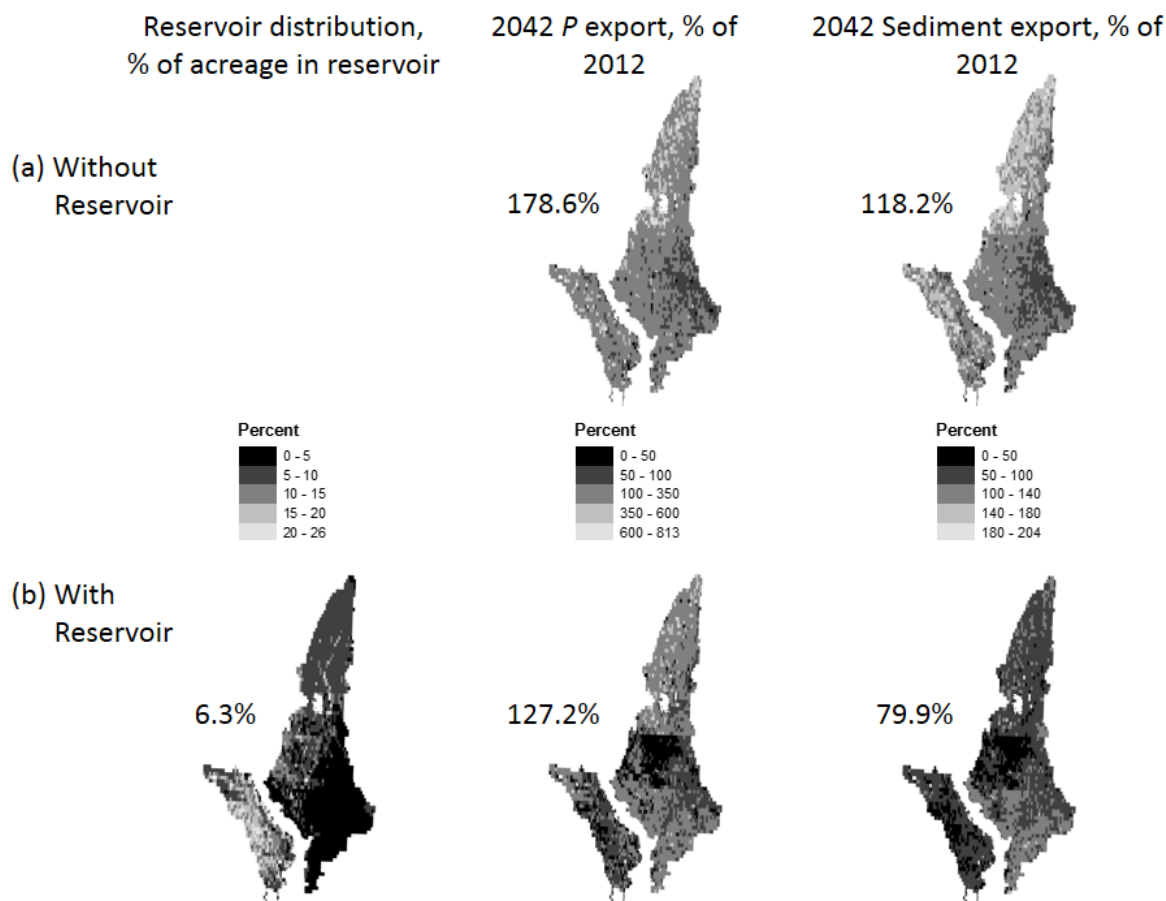 Reservoir distribution,
% of acreage in reservoir
2042 P export, % of
2012
2042 Sediment export, % of
2012
(a) Without
Reservoir
178.6%
118.2%
Percent
0 - 5
5 - 10
10 - 15
15 - 20
20 - 26
Percent
0 - 50
50 - 100
100 - 350
350 - 600
600 - 813
Percent
0 - 50
50 - 100
100 - 140
140 - 180
180 - 204
(b) With
Reservoir
6.3%
127.2%
79.9%